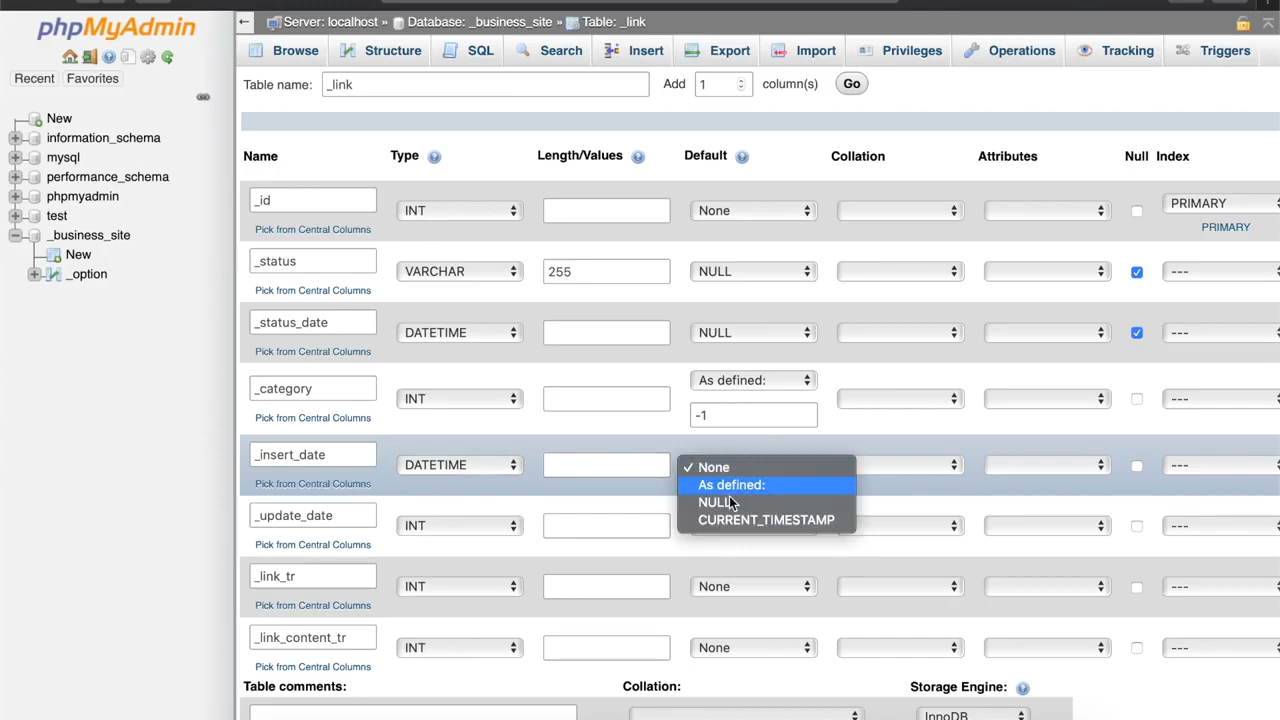 phpMyAdmin
Recent Favorites
New
information_schema
mysql
performance_schema
phpmyadmin
test
_business_site
New
_option
Server: localhost » Database: _business_site » Table: _link
Browse Structure SQL Search Insert Export Import Privileges Operations Tracking Triggers
Table name: _link Add 1 column(s) Go
Name Type Length/Values Default Collation Attributes Null Index
_id INT None PRIMARY
Pick from Central Columns PRIMARY
_status VARCHAR 255 NULL ---
Pick from Central Columns
_status_date DATETIME NULL ---
Pick from Central Columns
_category INT As defined: ---
-1
Pick from Central Columns
_insert_date DATETIME ---
Pick from Central Columns
None
As defined:
NULL
CURRENT_TIMESTAMP
_update_date INT ---
Pick from Central Columns
_link_tr INT None ---
Pick from Central Columns
_link_content_tr INT None ---
Pick from Central Columns
Table comments: Collation: Storage Engine:
InnoDB